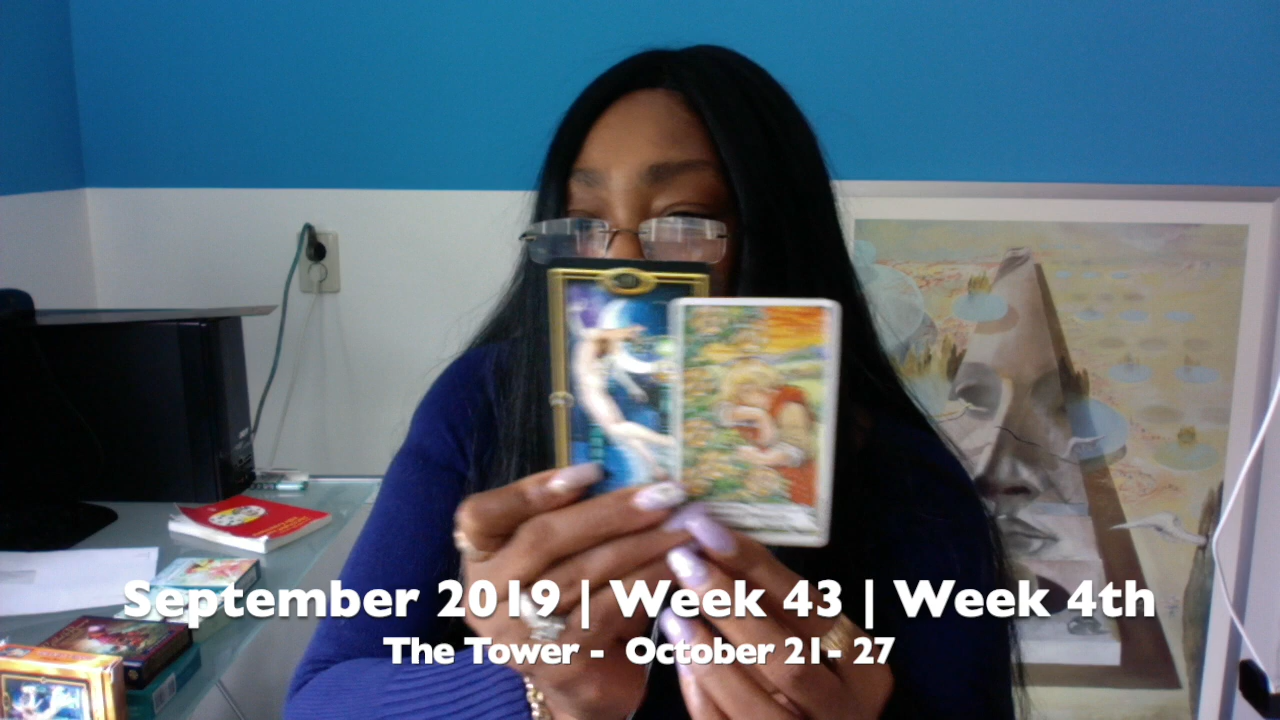 September 2019 | Week 43 | Week 4th
The Tower - October 21- 27